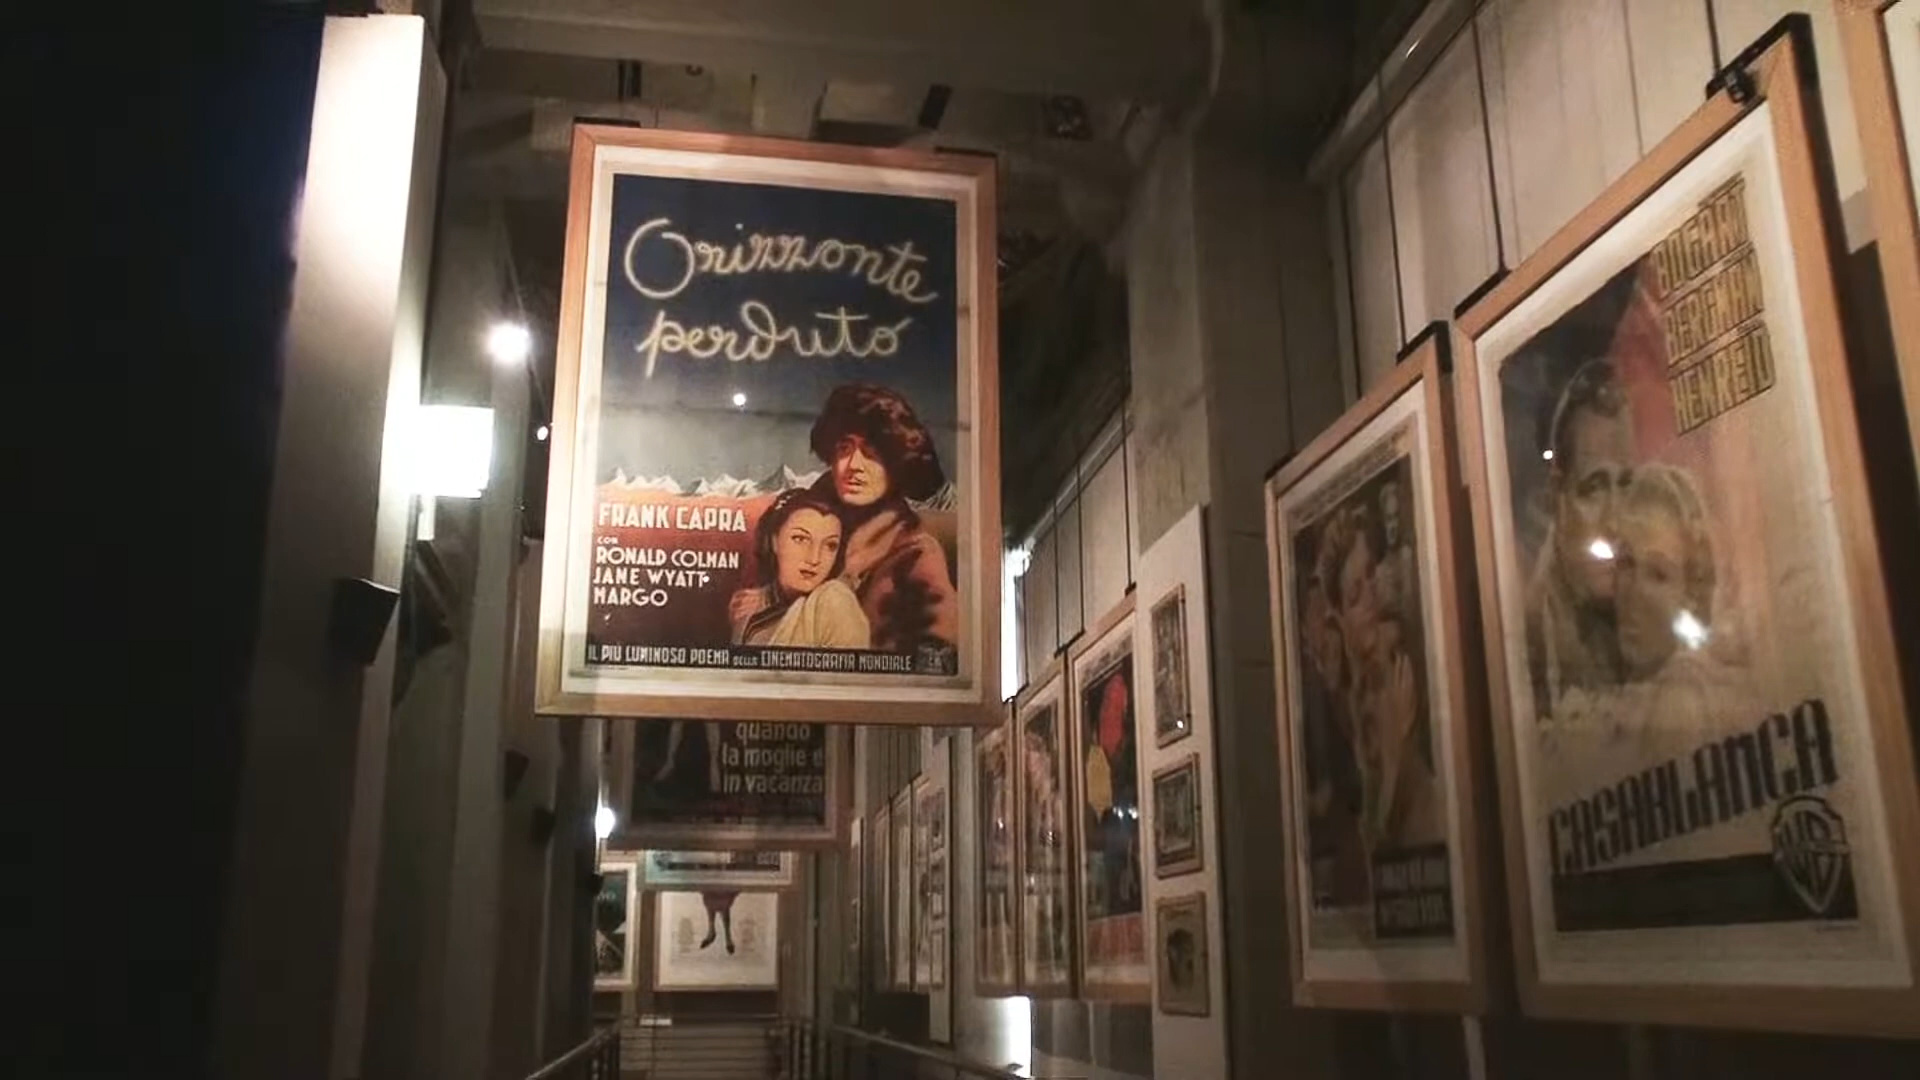 Orizzonte
perduto
FRANK CAPRA
CON
RONALD COLMAN
JANE WYATT
MARGO
IL PIÙ LUMINOSO POEMA DELLA CINEMATOGRAFIA MONDIALE
quando
la moglie è
in vacanza
BOGART
BERGMAN
HENREID
CASABLANCA
WB